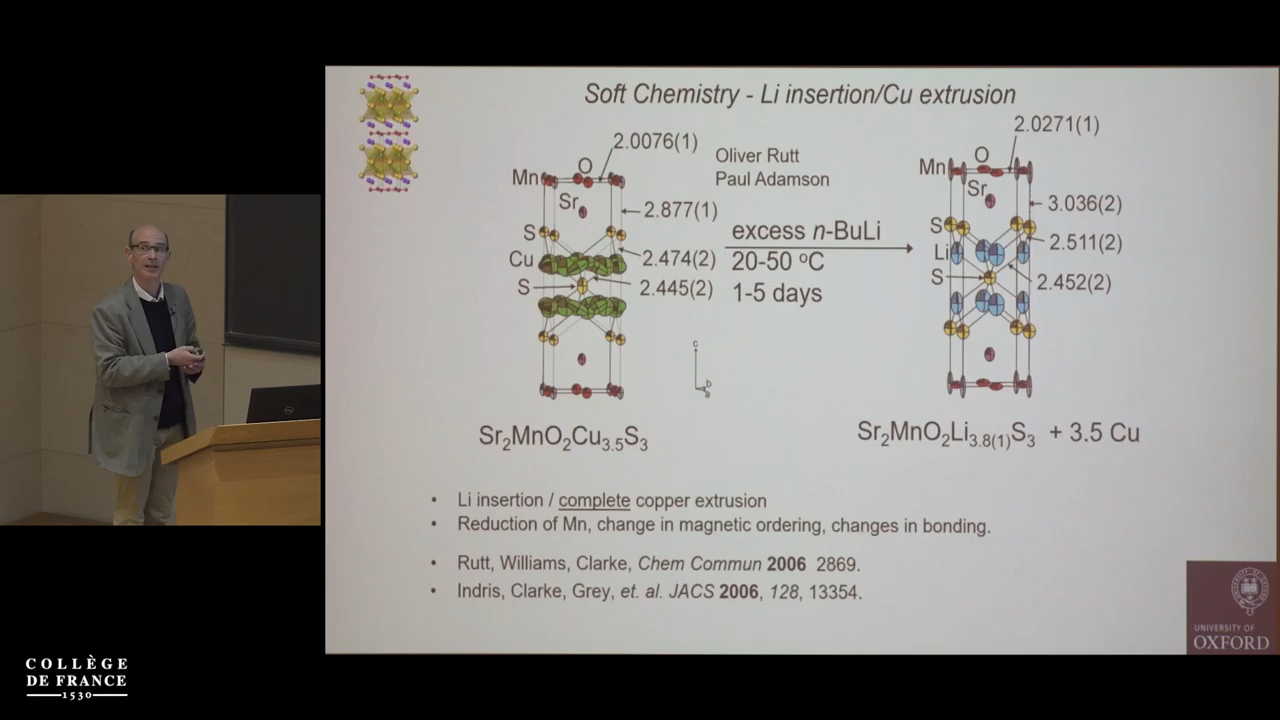 Soft Chemistry - Li insertion/Cu extrusion
2.0076(1)
O
Mn
Sr
2.877(1)
S
2.474(2)
Cu
S
2.445(2)
Oliver Rutt
Paul Adamson
excess n-BuLi
20-50 ºC
1-5 days
c
b
a
2.0271(1)
O
Mn
Sr
3.036(2)
S
2.511(2)
Li
S
2.452(2)
Sr₂MnO₂Cu₃.₅S₃
Sr₂MnO₂Li₃.₈₍₁₎S₃ + 3.5 Cu
• Li insertion / complete copper extrusion
• Reduction of Mn, change in magnetic ordering, changes in bonding.
• Rutt, Williams, Clarke, Chem Commun 2006 2869.
• Indris, Clarke, Grey, et. al. JACS 2006, 128, 13354.
UNIVERSITY OF
OXFORD
COLLÈGE
DE FRANCE
1530